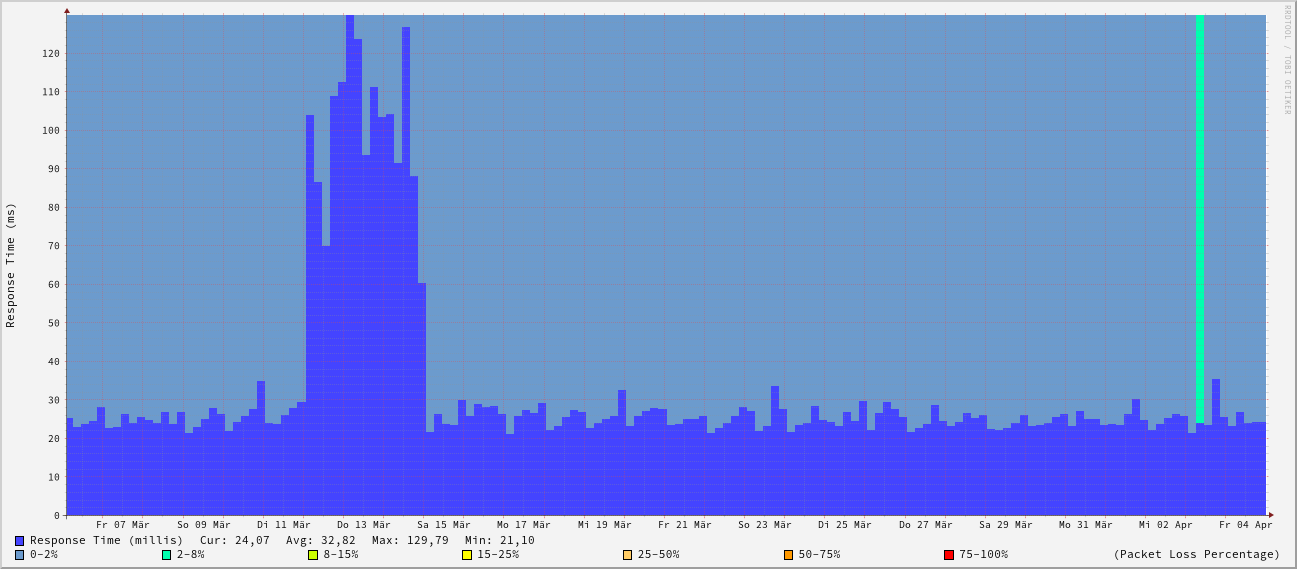 RRDTOOL / TOBI OETIKER
Response Time (ms)
120
110
100
90
80
70
60
50
40
30
20
10
0
Fr 07 Mär So 09 Mär Di 11 Mär Do 13 Mär Sa 15 Mär Mo 17 Mär Mi 19 Mär Fr 21 Mär So 23 Mär Di 25 Mär Do 27 Mär Sa 29 Mär Mo 31 Mär Mi 02 Apr Fr 04 Apr
Response Time (millis) Cur: 24,07 Avg: 32,82 Max: 129,79 Min: 21,10
0-2% 2-8% 8-15% 15-25% 25-50% 50-75% 75-100% (Packet Loss Percentage)